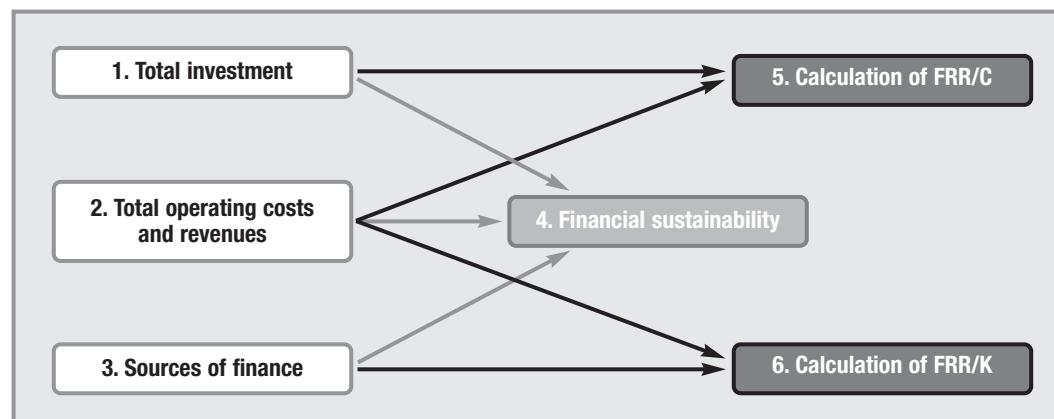 1. Total investment
5. Calculation of FRR/C
2. Total operating costs
and revenues
4. Financial sustainability
3. Sources of finance
6. Calculation of FRR/K